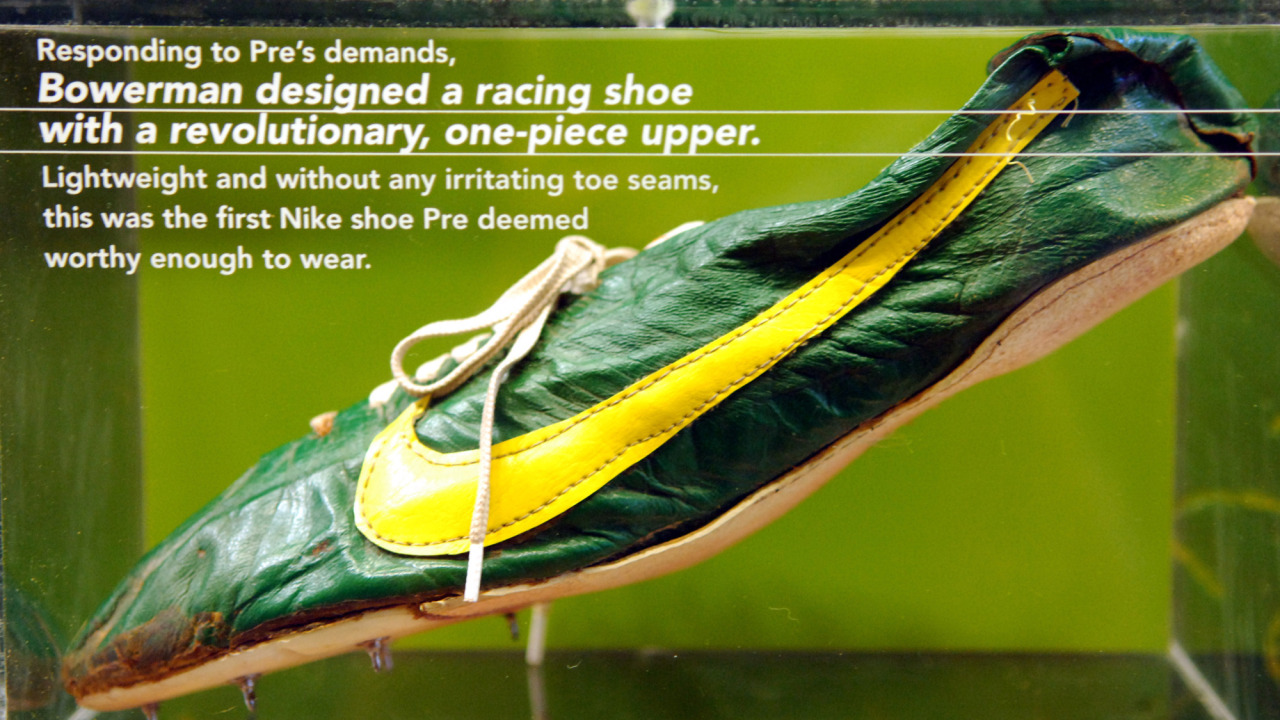 Responding to Pre's demands,
Bowerman designed a racing shoe
with a revolutionary, one-piece upper.
Lightweight and without any irritating toe seams,
this was the first Nike shoe Pre deemed
worthy enough to wear.